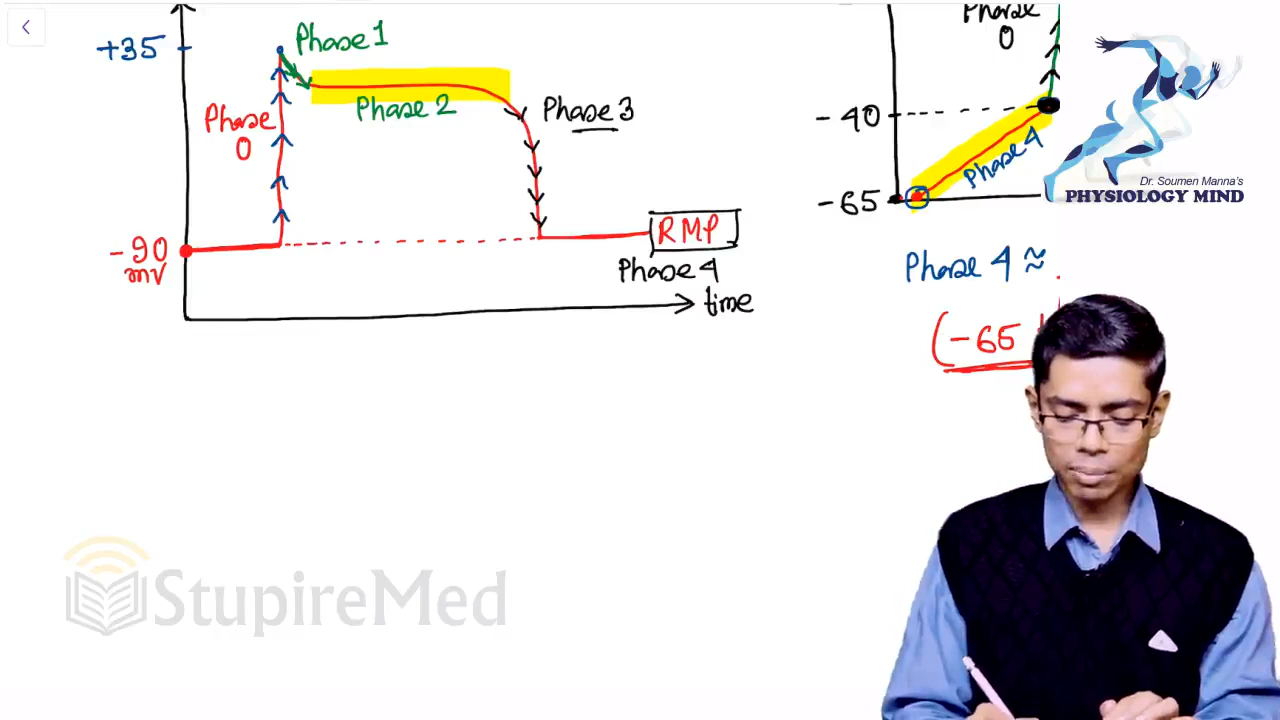 +35
Phase 1
Phase 2
Phase 3
Phase
0
-90
mv
RMP
Phase 4
time
Phase
0
-40
Phase 4
-65
Dr. Soumen Manna's
PHYSIOLOGY MIND
Phase 4 ≈
(-65
StupireMed